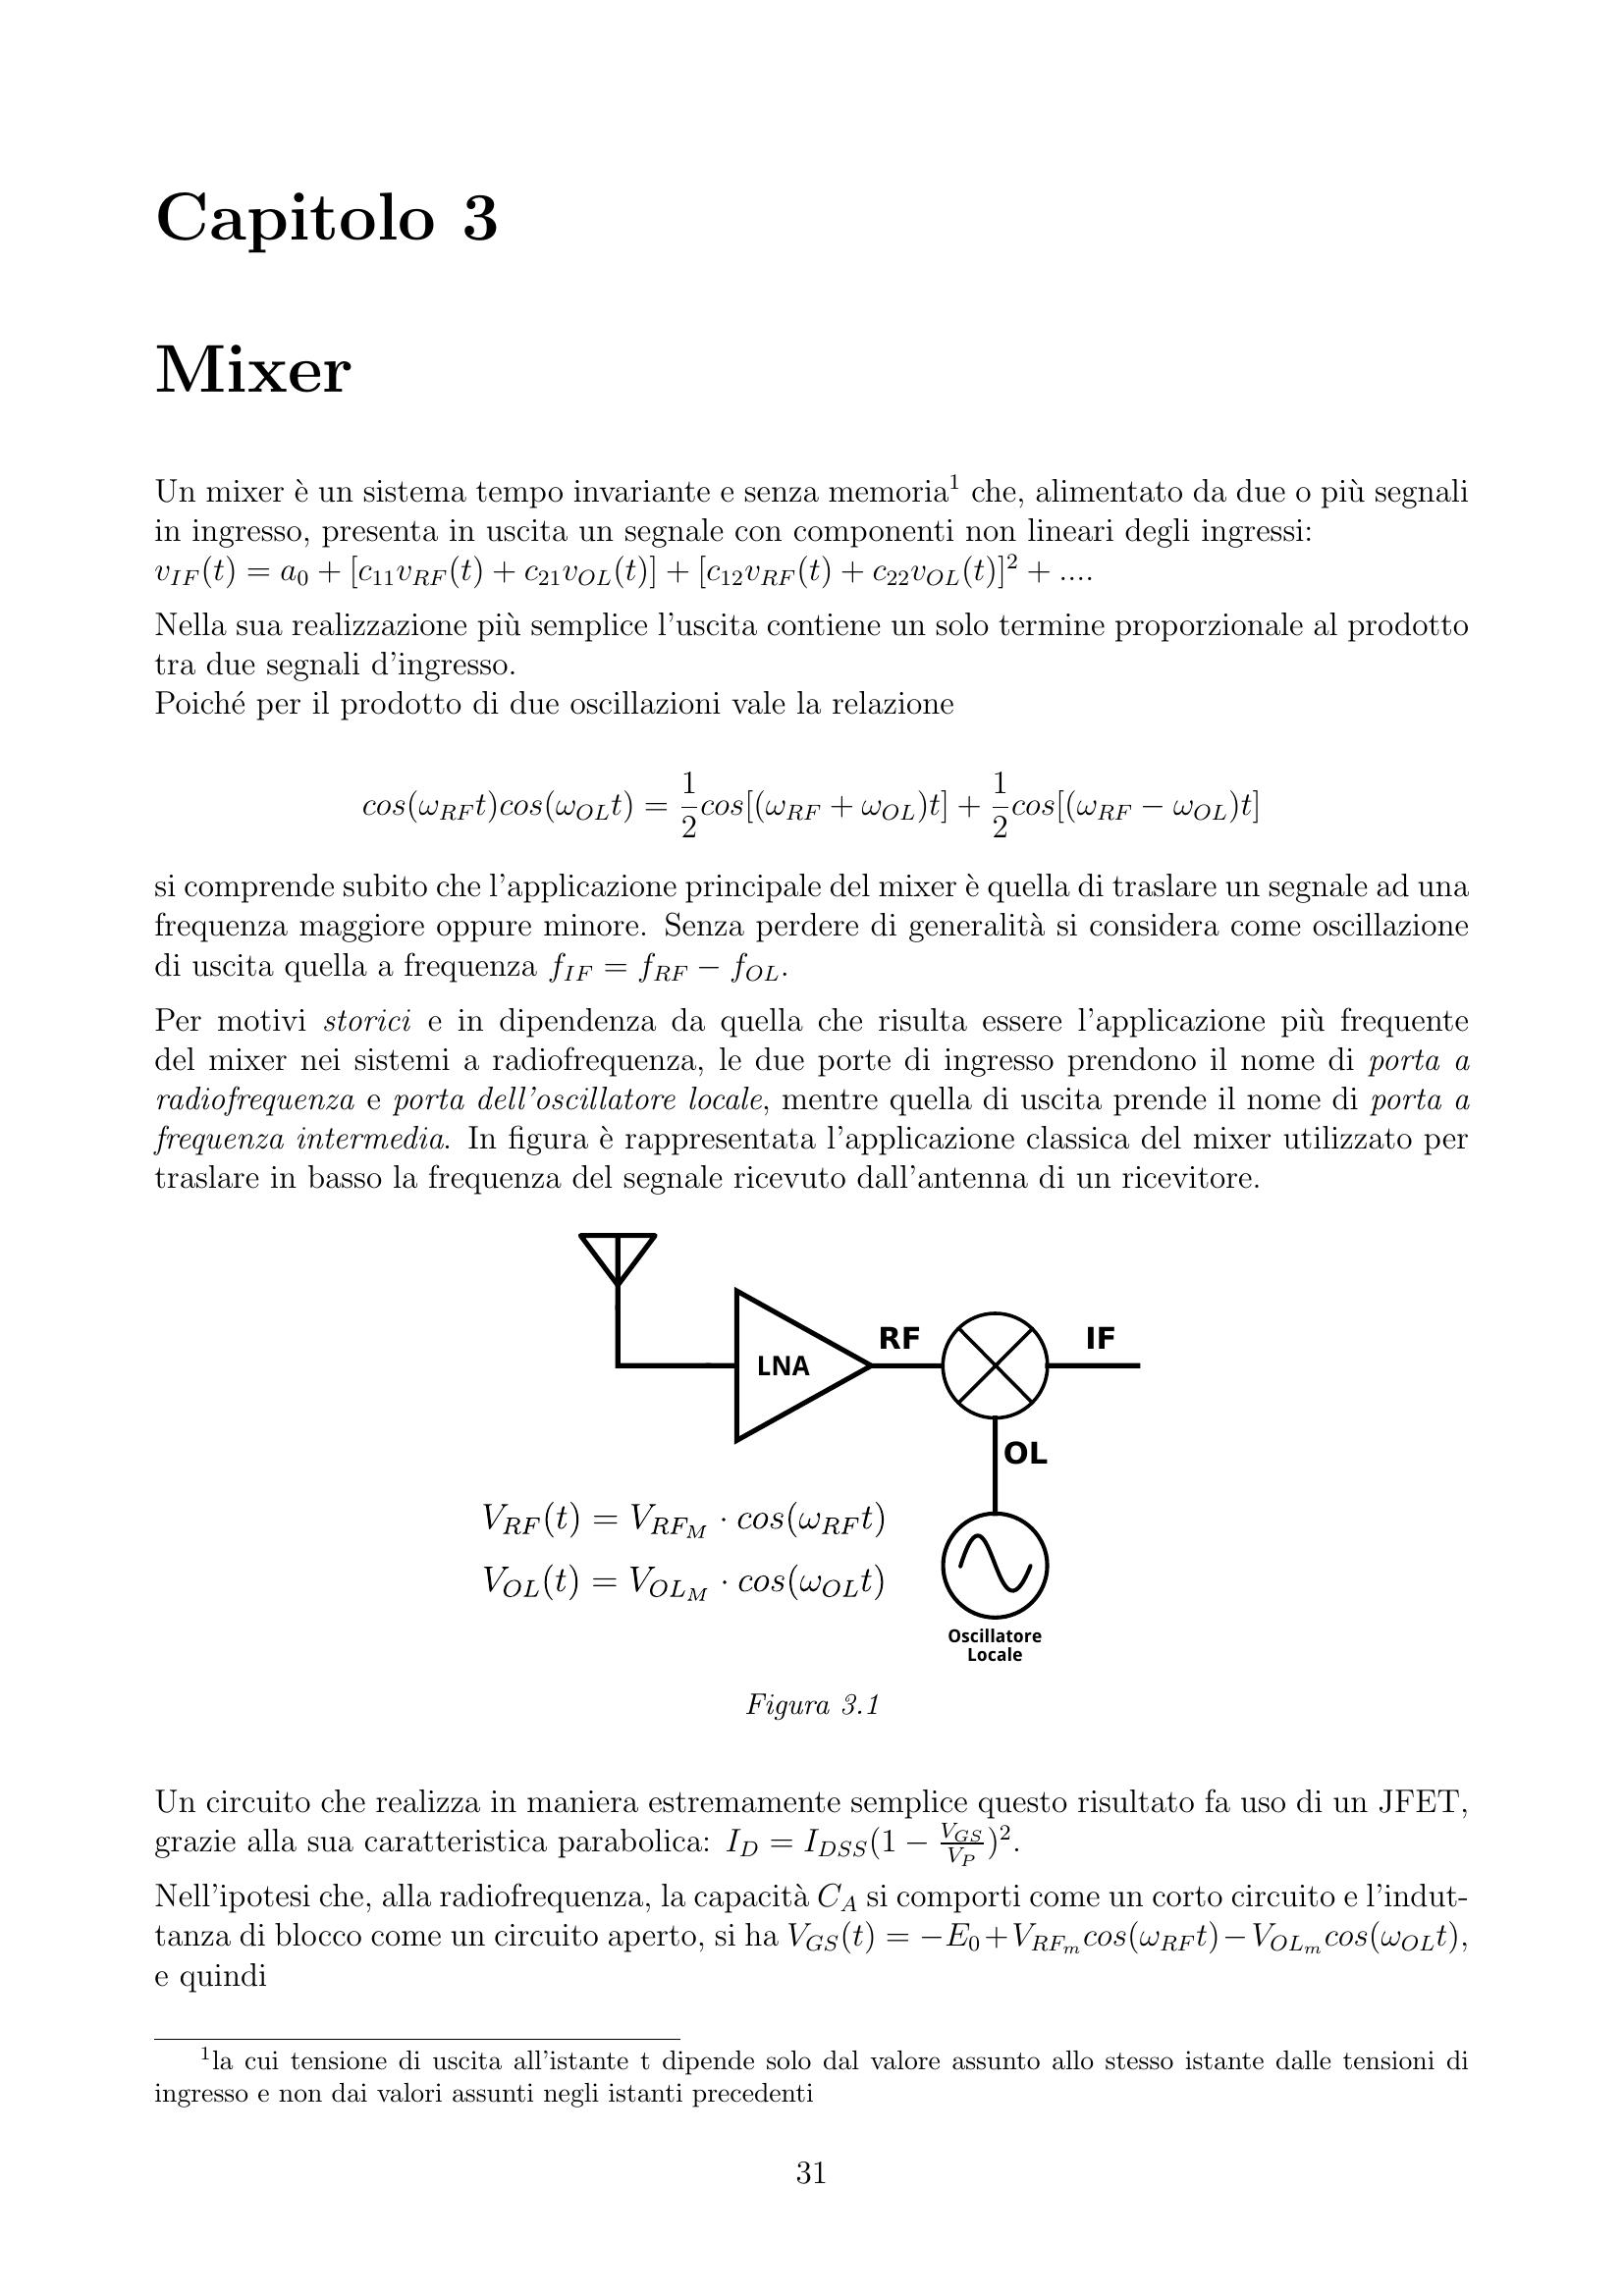 Capitolo 3
Mixer
Un mixer è un sistema tempo invariante e senza memoria¹ che, alimentato da due o più segnali
in ingresso, presenta in uscita un segnale con componenti non lineari degli ingressi:
$v_{IF}(t) = a_0 + [c_{11}v_{RF}(t) + c_{21}v_{OL}(t)] + [c_{12}v_{RF}(t) + c_{22}v_{OL}(t)]^2 + ....$
Nella sua realizzazione più semplice l'uscita contiene un solo termine proporzionale al prodotto
tra due segnali d'ingresso.
Poiché per il prodotto di due oscillazioni vale la relazione
$cos(\omega_{RF}t)cos(\omega_{OL}t) = \frac{1}{2}cos[(\omega_{RF} + \omega_{OL})t] + \frac{1}{2}cos[(\omega_{RF} - \omega_{OL})t]$
si comprende subito che l'applicazione principale del mixer è quella di traslare un segnale ad una
frequenza maggiore oppure minore. Senza perdere di generalità si considera come oscillazione
di uscita quella a frequenza $f_{IF} = f_{RF} - f_{OL}$.
Per motivi storici e in dipendenza da quella che risulta essere l'applicazione più frequente
del mixer nei sistemi a radiofrequenza, le due porte di ingresso prendono il nome di porta a
radiofrequenza e porta dell'oscillatore locale, mentre quella di uscita prende il nome di porta a
frequenza intermedia. In figura è rappresentata l'applicazione classica del mixer utilizzato per
traslare in basso la frequenza del segnale ricevuto dall'antenna di un ricevitore.
LNA
RF
IF
OL
$V_{RF}(t) = V_{RF_M} \cdot cos(\omega_{RF}t)$
$V_{OL}(t) = V_{OL_M} \cdot cos(\omega_{OL}t)$
Oscillatore
Locale
Figura 3.1
Un circuito che realizza in maniera estremamente semplice questo risultato fa uso di un JFET,
grazie alla sua caratteristica parabolica: $I_D = I_{DSS}(1 - \frac{V_{GS}}{V_P})^2$.
Nell'ipotesi che, alla radiofrequenza, la capacità $C_A$ si comporti come un corto circuito e l'indut-
tanza di blocco come un circuito aperto, si ha $V_{GS}(t) = -E_0 + V_{RF_m}cos(\omega_{RF}t) - V_{OL_m}cos(\omega_{OL}t)$,
e quindi
¹la cui tensione di uscita all'istante t dipende solo dal valore assunto allo stesso istante dalle tensioni di
ingresso e non dai valori assunti negli istanti precedenti
31